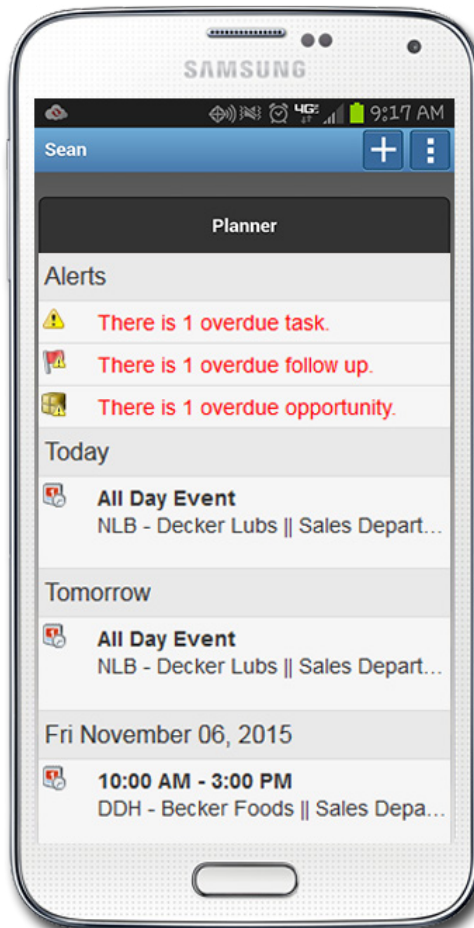 SAMSUNG
4G 9:17 AM
Sean
Planner
Alerts
There is 1 overdue task.
There is 1 overdue follow up.
There is 1 overdue opportunity.
Today
All Day Event
NLB - Decker Lubs || Sales Depart...
Tomorrow
All Day Event
NLB - Decker Lubs || Sales Depart...
Fri November 06, 2015
10:00 AM - 3:00 PM
DDH - Becker Foods || Sales Depa...